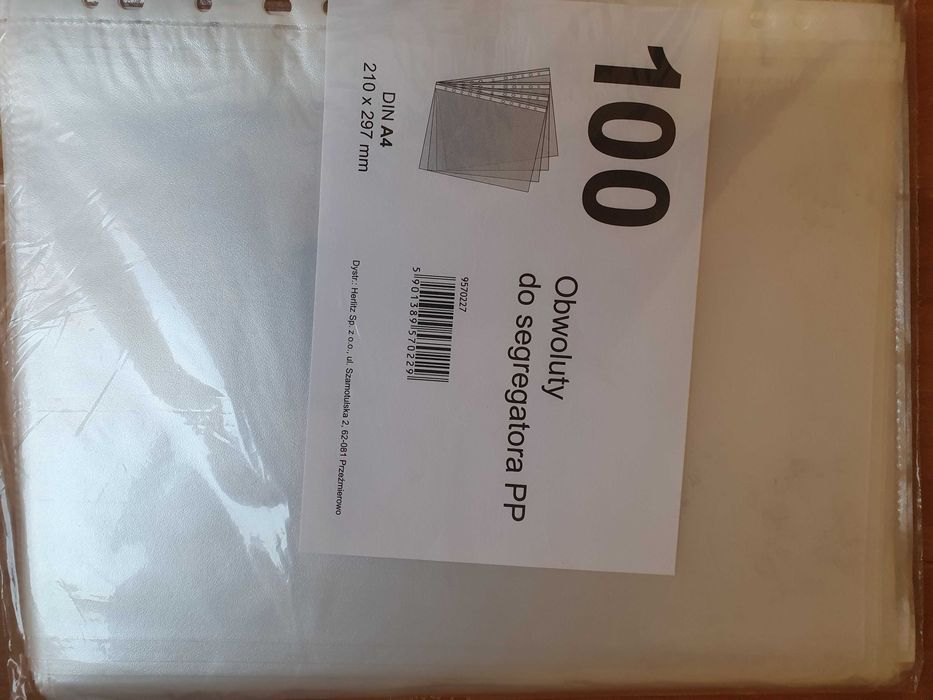 100
Obwoluty
do segregatora PP
DIN A4
210 x 297 mm
9570227
5 901389 570229
Dystr.: Herlitz Sp. z o.o., ul. Szamotulska 2, 62-081 Przeźmierowo